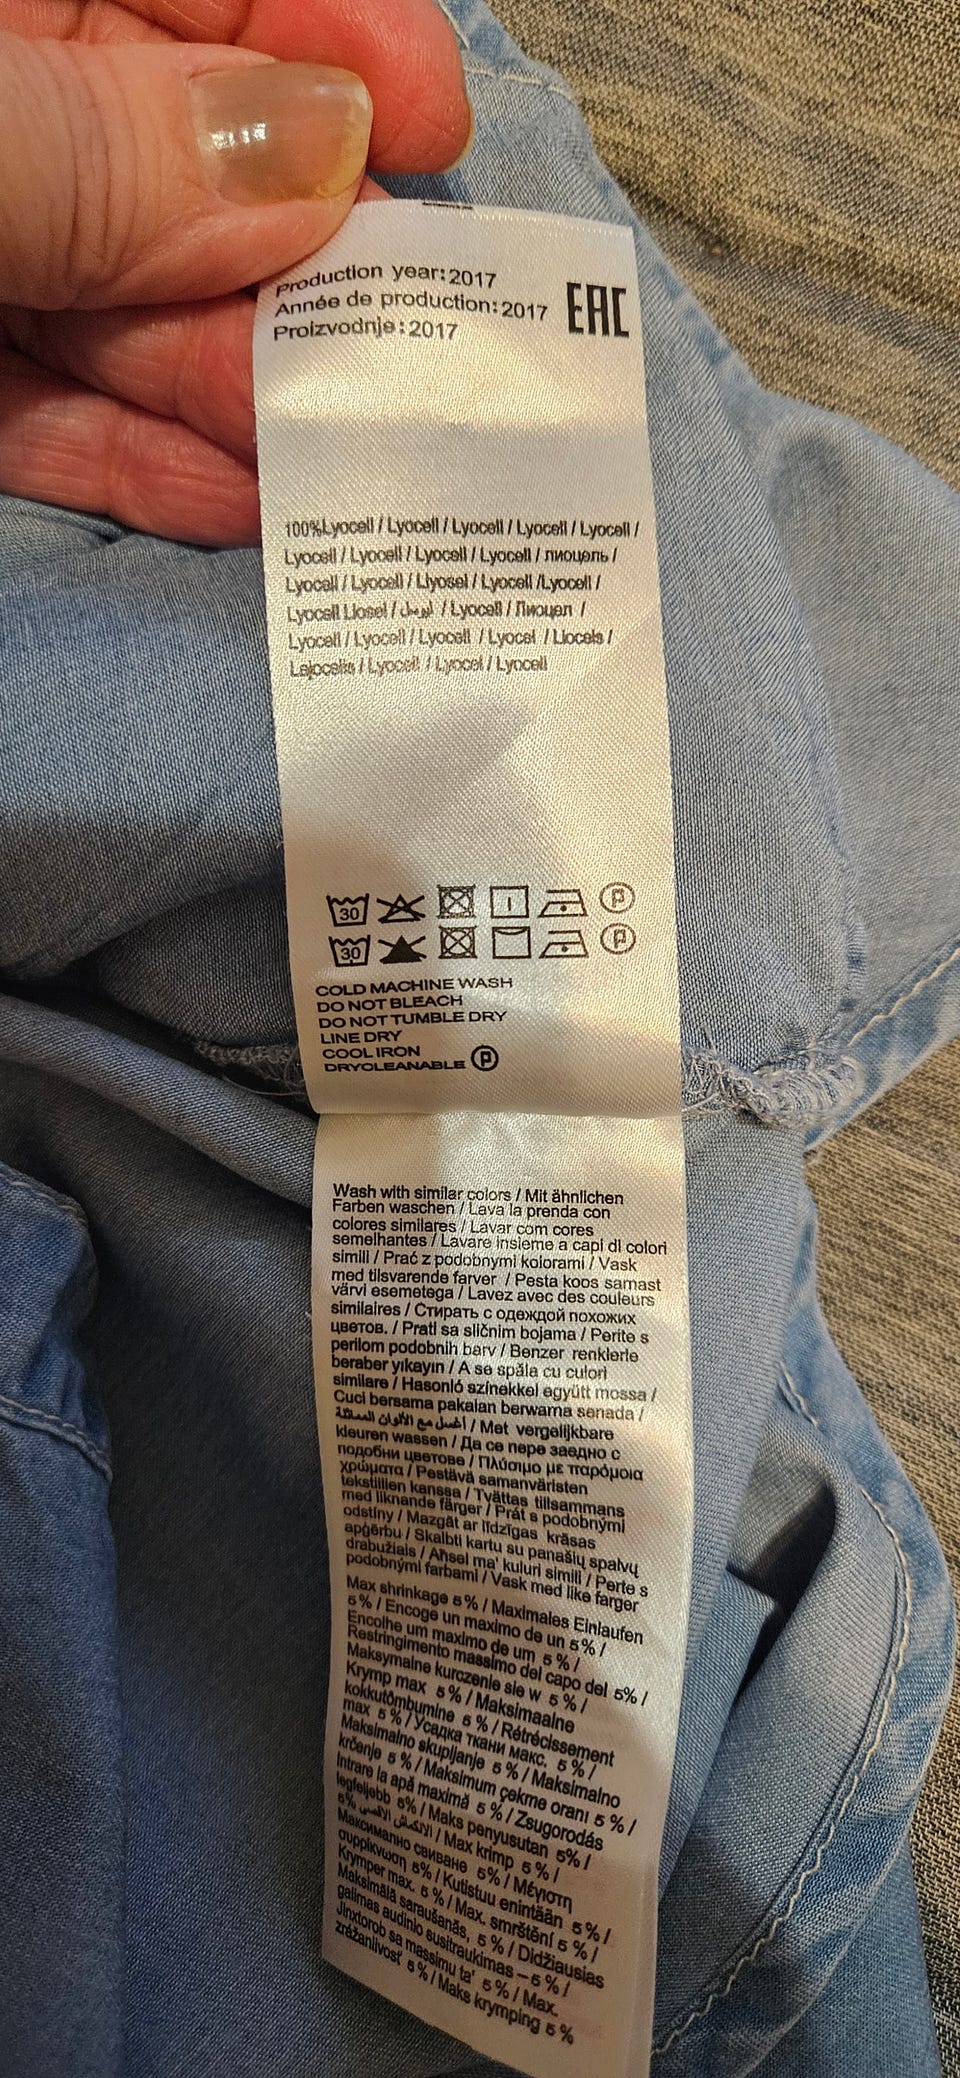 Production year:2017
Année de production:2017
Proizvodnje:2017
EAC
100%Lyocell / Lyocell / Lyocell / Lyocell / Lyocell /
Lyocell / Lyocell / Lyocell / Lyocell / лиоцель /
Lyocell / Lyocell / Liyosel / Lyocell /Lyocell /
Lyocell Liosel / ليوسل / Lyocell / Лиоцел /
Lyocell / Lyocell / Lyocell / Lyocel / Liocels /
Lajocelis / Lyocell / Lyocel / Lyocell
30 P
30 P
COLD MACHINE WASH
DO NOT BLEACH
DO NOT TUMBLE DRY
LINE DRY
COOL IRON
DRYCLEANABLE P
Wash with similar colors / Mit ähnlichen
Farben waschen / Lava la prenda con
colores similares / Lavar com cores
semelhantes / Lavare insieme a capi di colori
simili / Prać z podobnymi kolorami / Vask
med tilsvarende farver / Pesta koos samast
värvi esemetega / Lavez avec des couleurs
similaires / Стирать с одеждой похожих
цветов. / Prati sa sličnim bojama / Perite s
perilom podobnih barv / Benzer renklerle
beraber yıkayın / A se spăla cu culori
similare / Hasonló színekkel együtt mossa /
Cuci bersama pakaian berwarna senada /
اغسل مع الألوان المماثلة / Met vergelijkbare
kleuren wassen / Да се пере заедно с
подобни цветове / Πλύσιμο με παρόμοια
χρώματα / Pestävä samanväristen
tekstiilien kanssa / Tvättas tillsammans
med liknande färger / Prát s podobnými
odstíny / Mazgāt ar līdzīgas krāsas
apģērbu / Skalbti kartu su panašių spalvų
drabužiais / Aħsel ma' kuluri simili / Perte s
podobnými farbami / Vask med like farger
Max shrinkage 5% / Maximales Einlaufen
5% / Encoge un maximo de un 5% /
Encolhe um maximo de um 5% /
Restringimento massimo del capo del 5% /
Maksymalne kurczenie sie w 5% /
Krymp max 5% / Maksimaalne
kokkutõmbumine 5% / Rétrécissement
max 5% / Усадка ткани макс. 5% /
Maksimalno skupljanje 5% / Maksimalno
krčenje 5% / Maksimum çekme oranı 5% /
Intrare la apă maximă 5% / Zsugorodás
legfeljebb 5% / Maks penyusutan 5% /
5% الانكماش الأقصى / Max krimp 5% /
Максимално свиване 5% / Μέγιστη
συρρίκνωση 5% / Kutistuu enintään 5% /
Krymper max. 5% / Max. smrštění 5% /
Maksimālā saraušanās, 5% / Didžiausias
galimas audinio susitraukimas – 5% /
Jinxtorob sa massimu ta' 5% / Max.
zrážanlivosť 5% / Maks krymping 5%